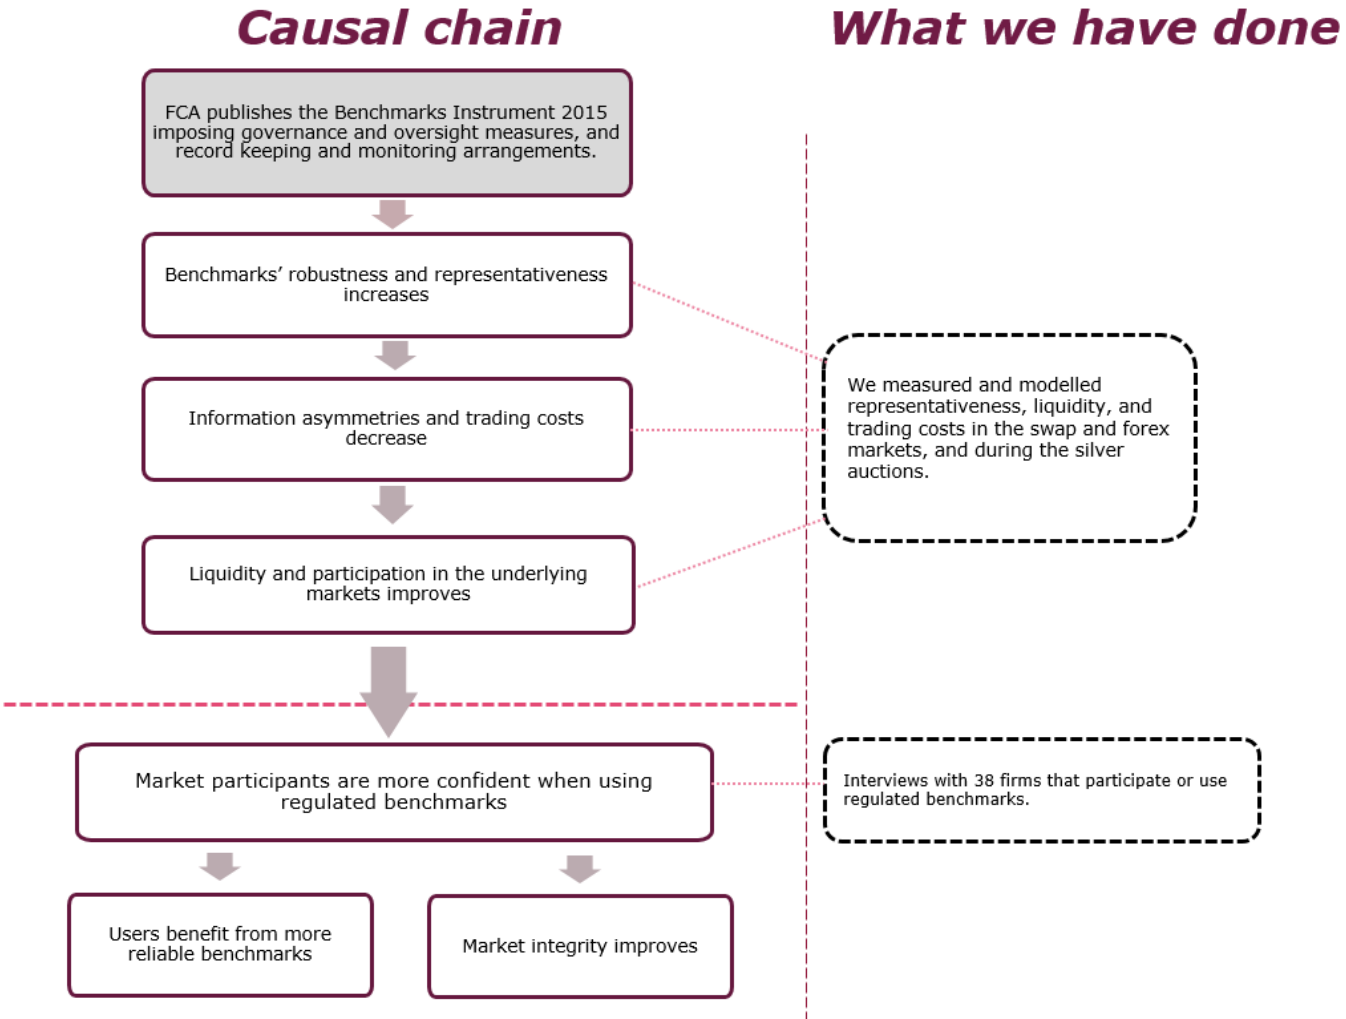 Causal chain
What we have done
FCA publishes the Benchmarks Instrument 2015
imposing governance and oversight measures, and
record keeping and monitoring arrangements.
Benchmarks’ robustness and representativeness
increases
Information asymmetries and trading costs
decrease
We measured and modelled
representativeness, liquidity, and
trading costs in the swap and forex
markets, and during the silver
auctions.
Liquidity and participation in the underlying
markets improves
Market participants are more confident when using
regulated benchmarks
Interviews with 38 firms that participate or use
regulated benchmarks.
Users benefit from more
reliable benchmarks
Market integrity improves